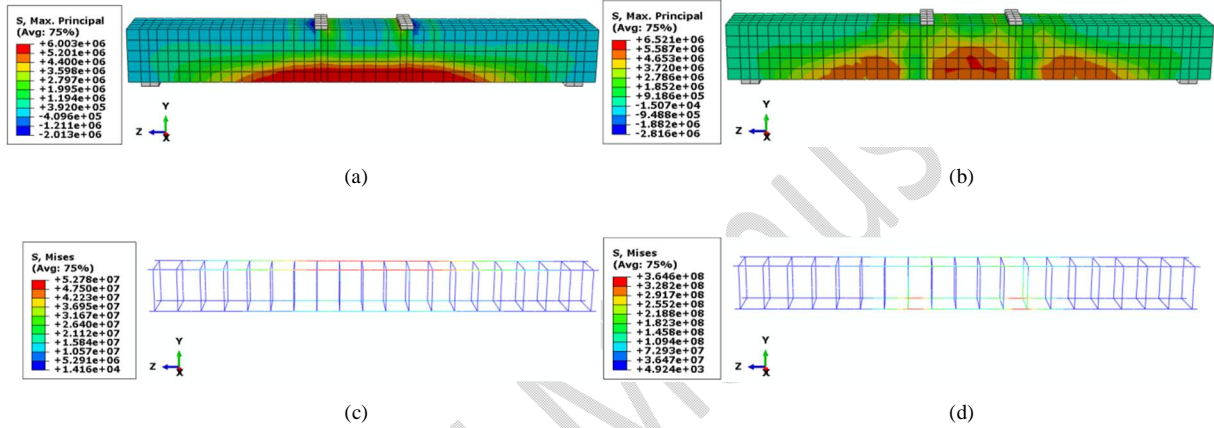 S, Max. Principal
(Avg: 75%)
+6.003e+06
+5.201e+06
+4.400e+06
+3.598e+06
+2.797e+06
+1.995e+06
+1.194e+06
+3.920e+05
-4.096e+05
-1.211e+06
-2.013e+06
Y
Z
X
(a)
S, Max. Principal
(Avg: 75%)
+6.521e+06
+5.587e+06
+4.653e+06
+3.720e+06
+2.786e+06
+1.852e+06
+9.186e+05
-1.507e+04
-9.488e+05
-1.882e+06
-2.816e+06
Y
Z
X
(b)
S, Mises
(Avg: 75%)
+5.278e+07
+4.750e+07
+4.223e+07
+3.695e+07
+3.167e+07
+2.640e+07
+2.112e+07
+1.584e+07
+1.057e+07
+5.291e+06
+1.416e+04
Y
Z
X
(c)
S, Mises
(Avg: 75%)
+3.646e+08
+3.282e+08
+2.917e+08
+2.552e+08
+2.188e+08
+1.823e+08
+1.458e+08
+1.094e+08
+7.293e+07
+3.647e+07
+4.924e+03
Y
Z
X
(d)